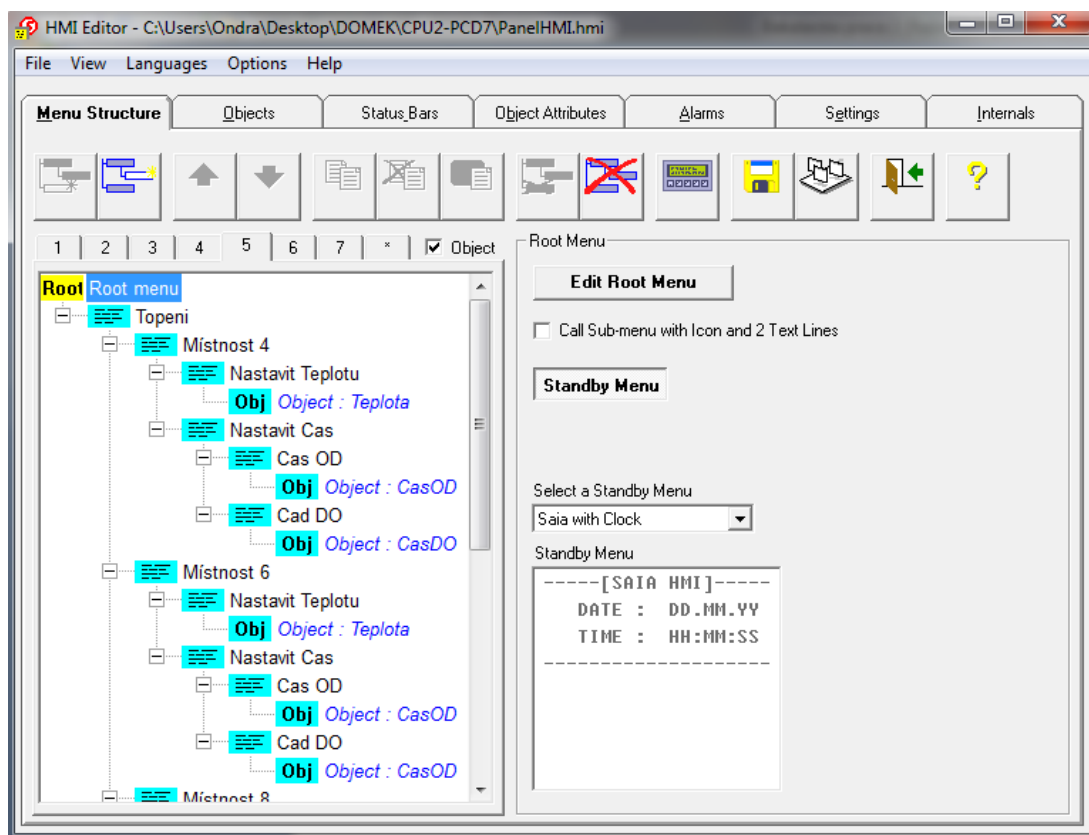 HMI Editor - C:\Users\Ondra\Desktop\DOMEK\CPU2-PCD7\PanelHMI.hmi
File View Languages Options Help
Menu Structure Objects Status Bars Object Attributes Alarms Settings Internals
1 2 3 4 5 6 7 * Object
Root Root menu
Topeni
Místnost 4
Nastavit Teplotu
Obj Object : Teplota
Nastavit Cas
Cas OD
Obj Object : CasOD
Cad DO
Obj Object : CasDO
Místnost 6
Nastavit Teplotu
Obj Object : Teplota
Nastavit Cas
Cas OD
Obj Object : CasOD
Cad DO
Obj Object : CasOD
Místnost 8
Root Menu
Edit Root Menu
Call Sub-menu with Icon and 2 Text Lines
Standby Menu
Select a Standby Menu
Saia with Clock
Standby Menu
-----[SAIA HMI]-----
DATE : DD.MM.YY
TIME : HH:MM:SS
--------------------